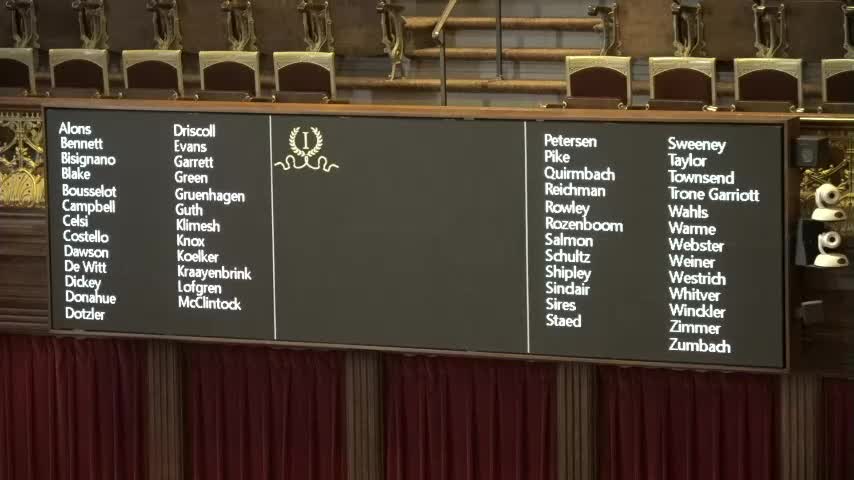 Alons
Bennett
Bisignano
Blake
Bousselot
Campbell
Celsi
Costello
Dawson
De Witt
Dickey
Donahue
Dotzler
Driscoll
Evans
Garrett
Green
Gruenhagen
Guth
Klimesh
Knox
Koelker
Kraayenbrink
Lofgren
McClintock
I
Petersen
Pike
Quirmbach
Reichman
Rowley
Rozenboom
Salmon
Schultz
Shipley
Sinclair
Sires
Staed
Sweeney
Taylor
Townsend
Trone Garriott
Wahls
Warme
Webster
Weiner
Westrich
Whitver
Winckler
Zimmer
Zumbach